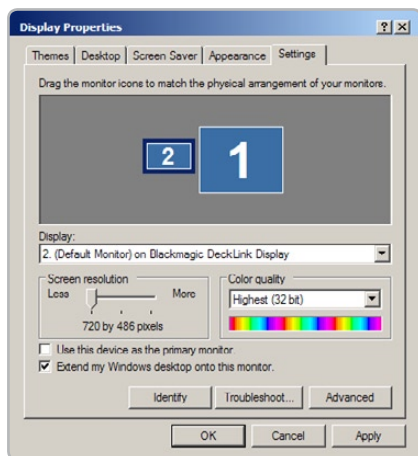 Display Properties
Themes Desktop Screen Saver Appearance Settings
Drag the monitor icons to match the physical arrangement of your monitors.
2 1
Display:
2. (Default Monitor) on Blackmagic DeckLink Display
Screen resolution
Less More
720 by 486 pixels
Color quality
Highest (32 bit)
Use this device as the primary monitor.
Extend my Windows desktop onto this monitor.
Identify Troubleshoot... Advanced
OK Cancel Apply